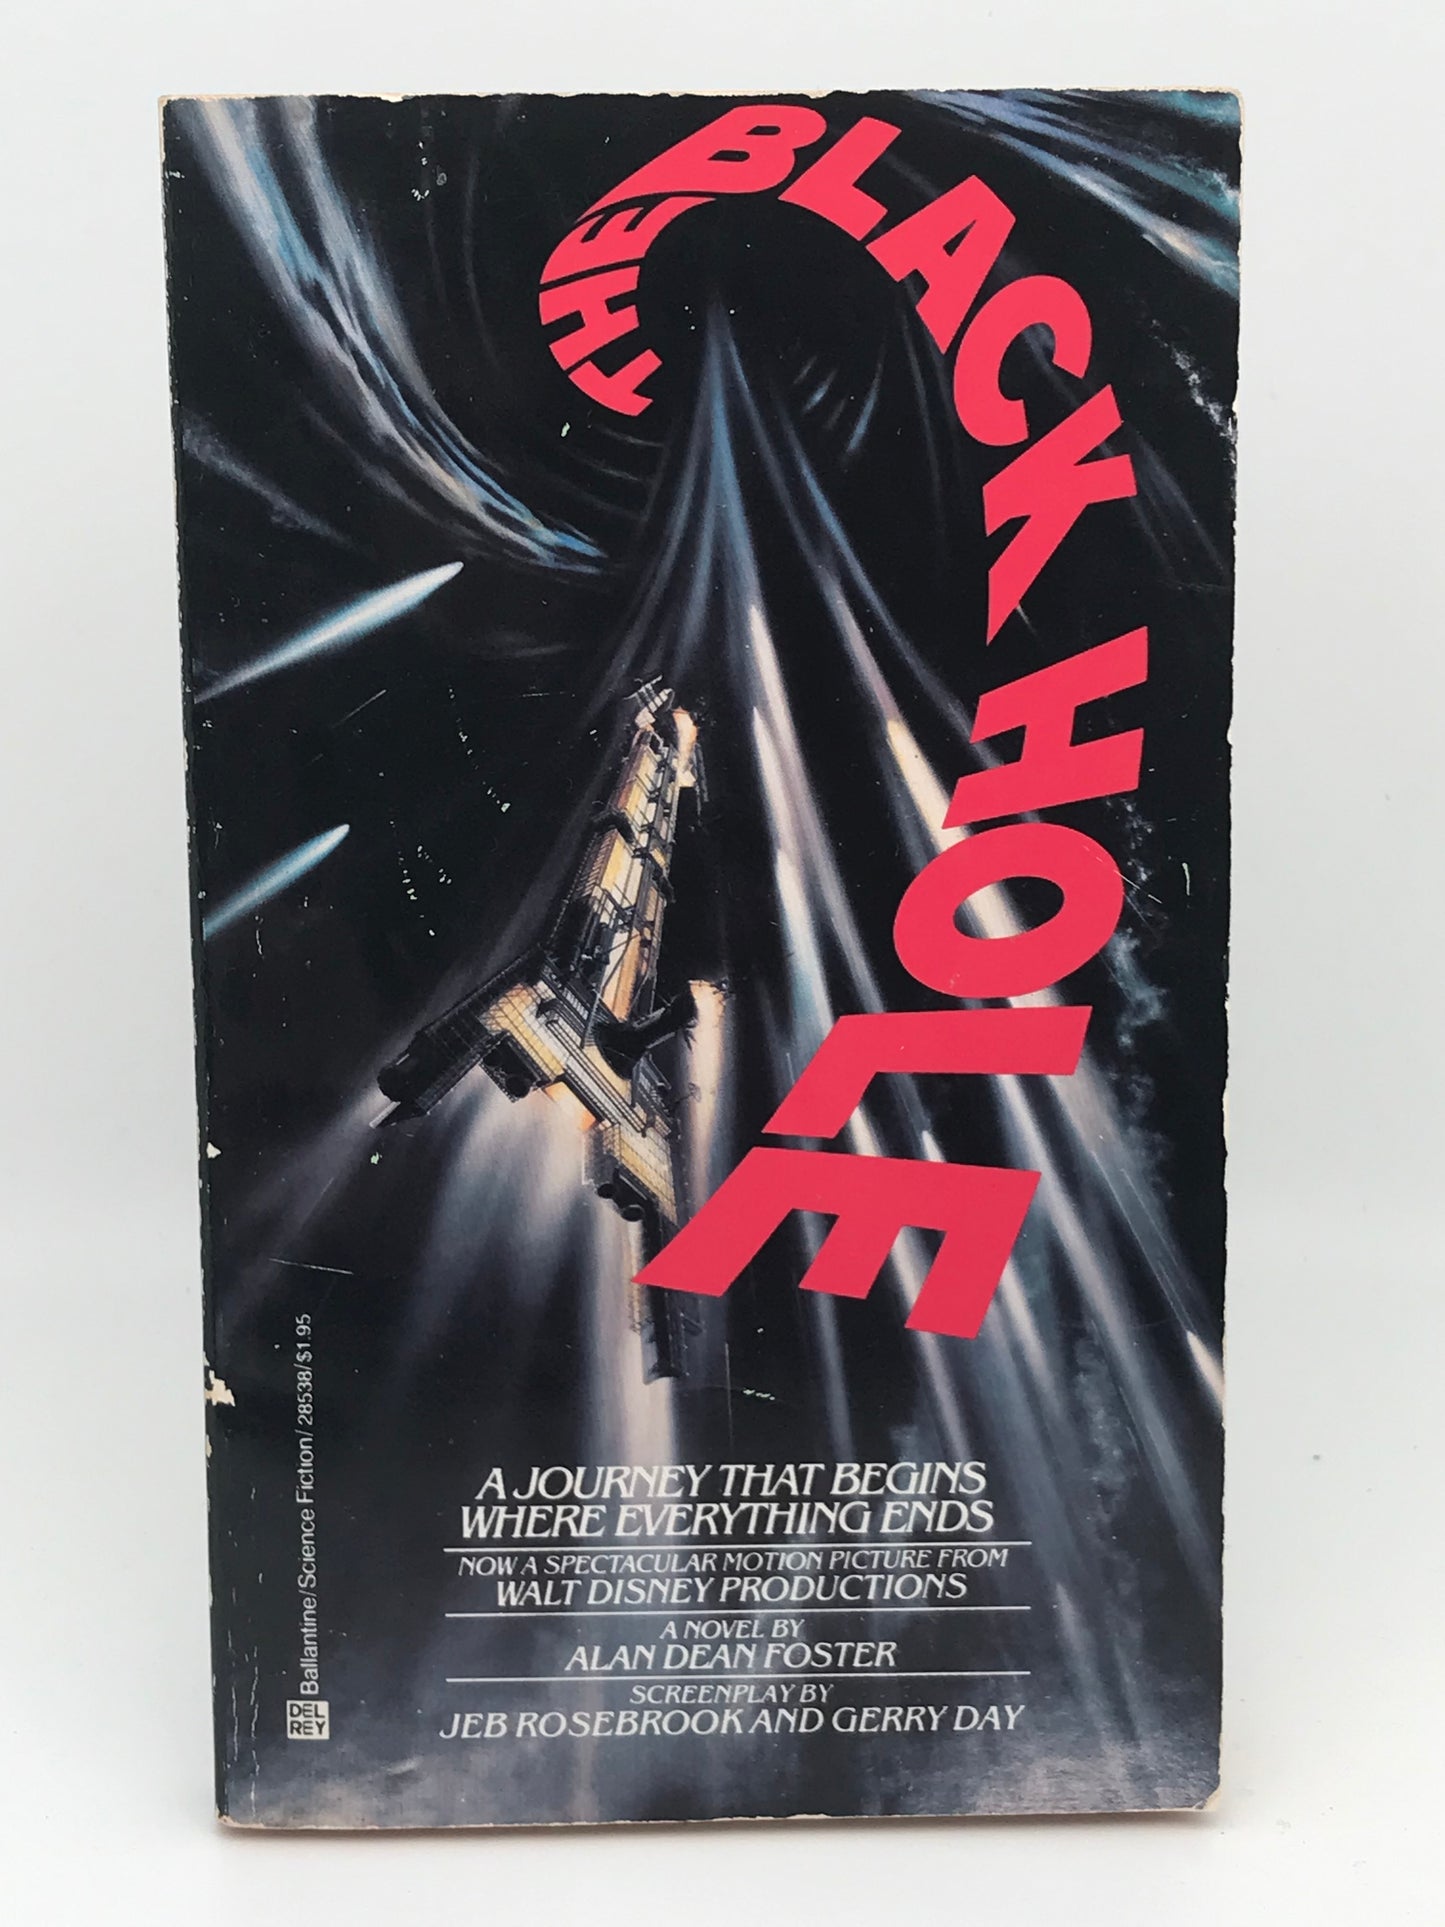 THE BLACK HOLE
A JOURNEY THAT BEGINS
WHERE EVERYTHING ENDS
NOW A SPECTACULAR MOTION PICTURE FROM
WALT DISNEY PRODUCTIONS
A NOVEL BY
ALAN DEAN FOSTER
SCREENPLAY BY
JEB ROSEBROOK AND GERRY DAY
Ballantine/Science Fiction/28538/$1.95
DEL
REY